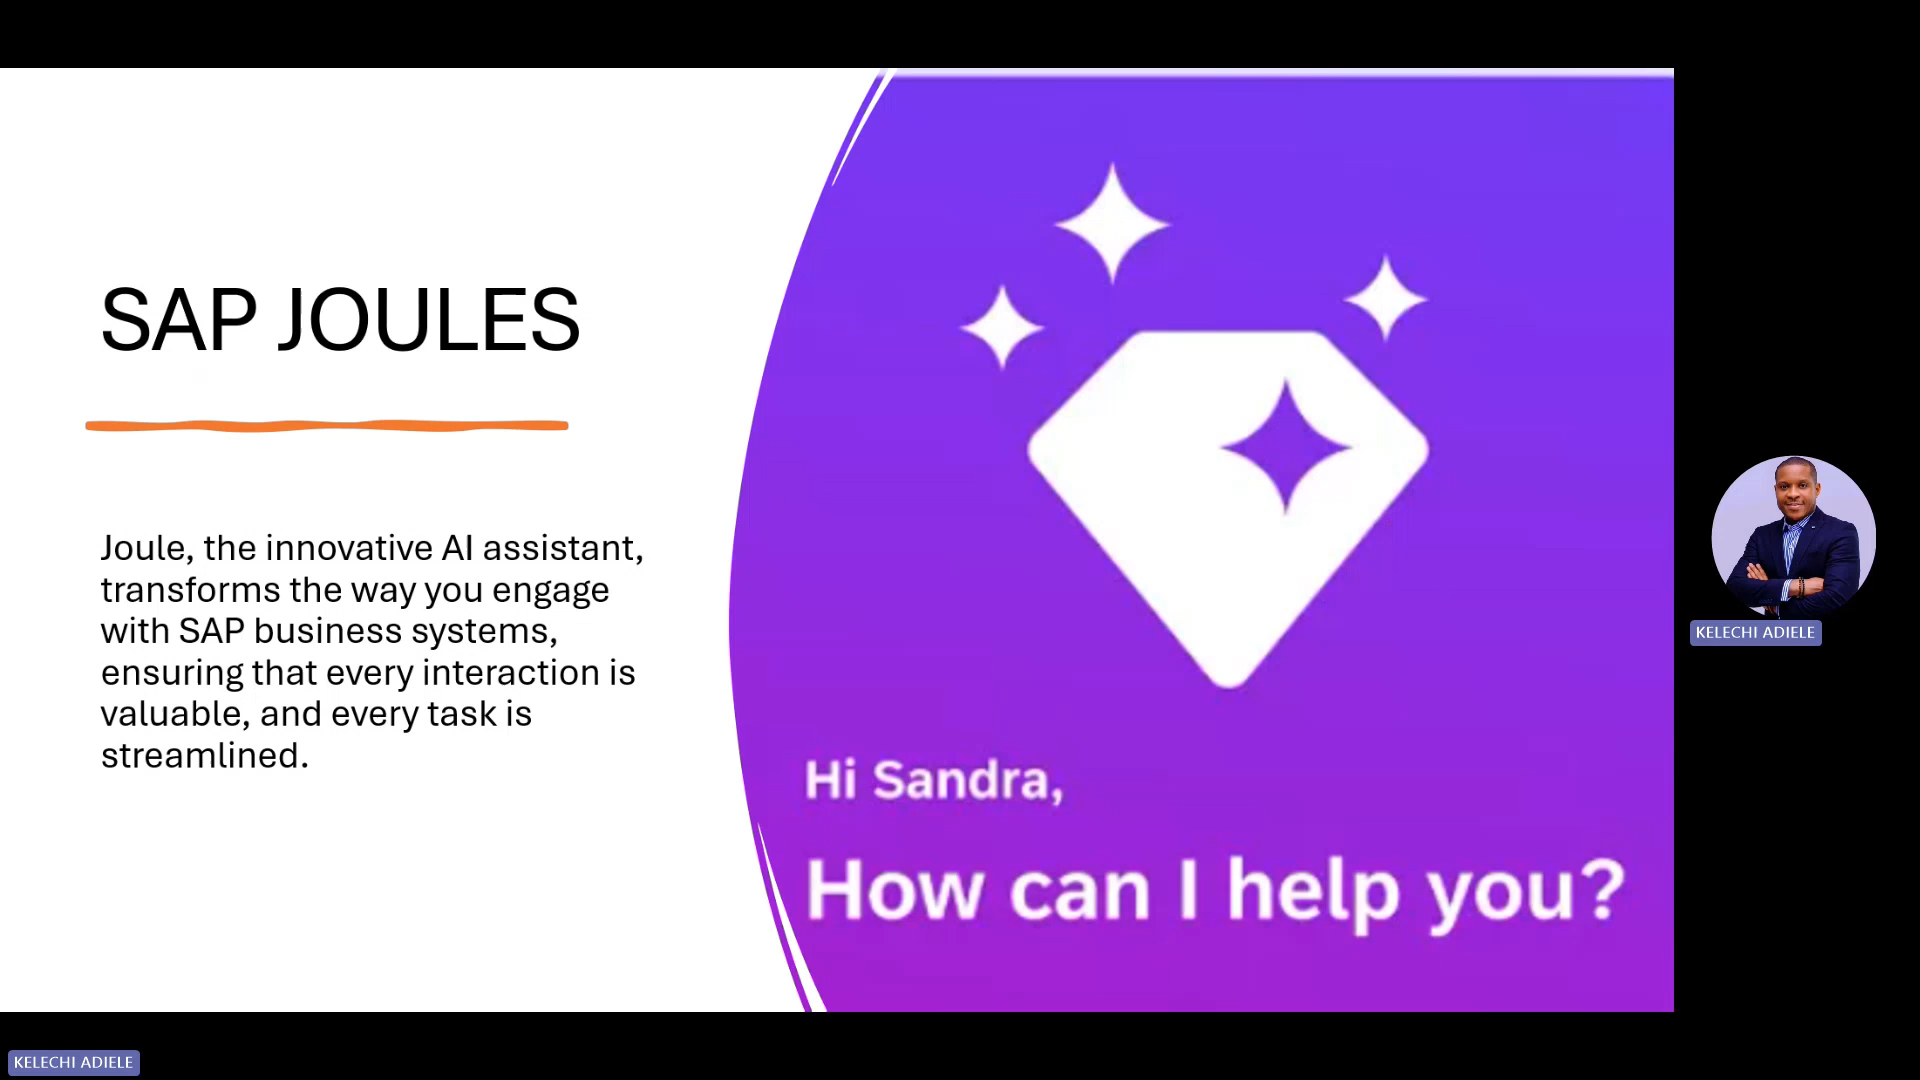 SAP JOULES
Joule, the innovative AI assistant,
transforms the way you engage
with SAP business systems,
ensuring that every interaction is
valuable, and every task is
streamlined.
Hi Sandra,
How can I help you?
KELECHI ADIELE
KELECHI ADIELE